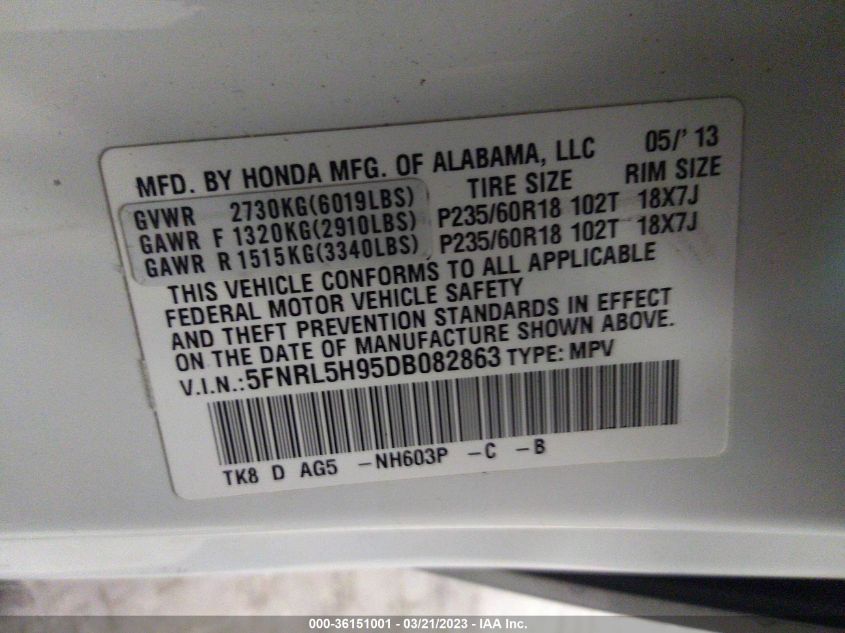 MFD. BY HONDA MFG. OF ALABAMA, LLC 05/' 13
GVWR 2730KG(6019LBS) TIRE SIZE RIM SIZE
GAWR F 1320KG(2910LBS) P235/60R18 102T 18X7J
GAWR R 1515KG(3340LBS) P235/60R18 102T 18X7J
THIS VEHICLE CONFORMS TO ALL APPLICABLE
FEDERAL MOTOR VEHICLE SAFETY
AND THEFT PREVENTION STANDARDS IN EFFECT
ON THE DATE OF MANUFACTURE SHOWN ABOVE.
V.I.N.:5FNRL5H95DB082863 TYPE: MPV
TK8 D AG5 -NH603P -C -B
000-36151001 - 03/21/2023 - IAA Inc.